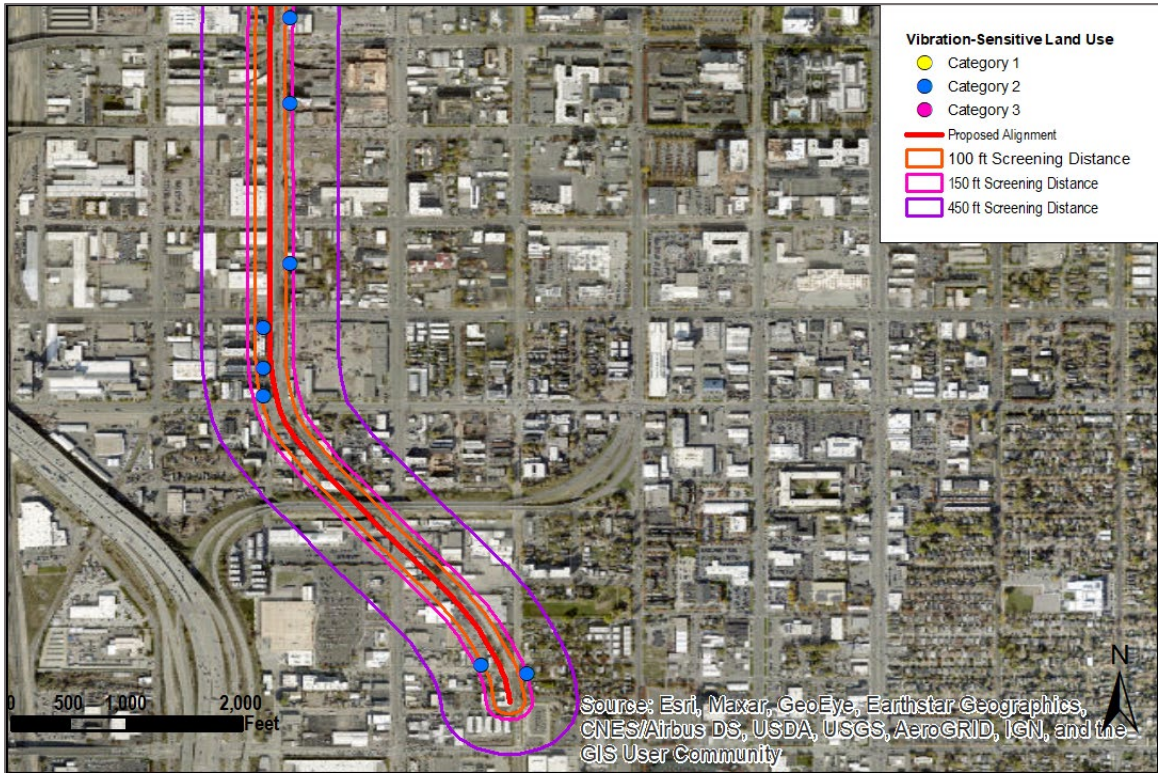 Vibration-Sensitive Land Use
Category 1
Category 2
Category 3
Proposed Alignment
100 ft Screening Distance
150 ft Screening Distance
450 ft Screening Distance
N
0 500 1,000 2,000
Feet
Source: Esri, Maxar, GeoEye, Earthstar Geographics,
CNES/Airbus DS, USDA, USGS, AeroGRID, IGN, and the
GIS User Community